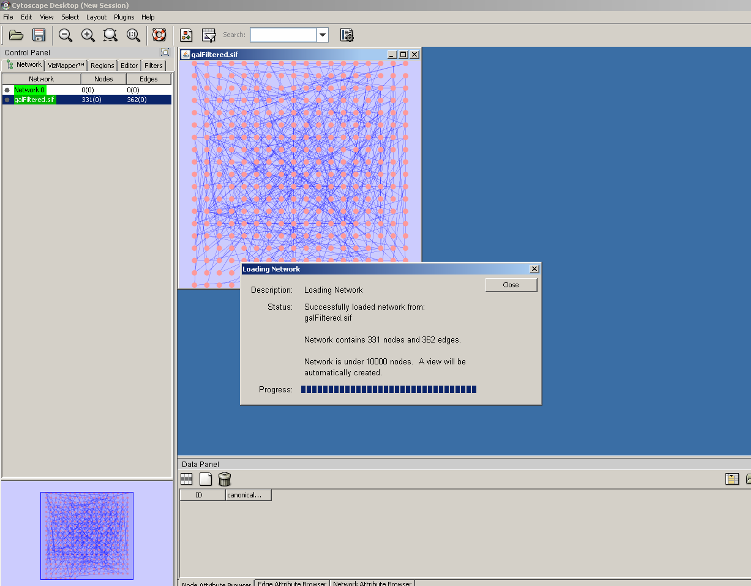 Cytoscape Desktop (New Session)
File Edit View Select Layout Plugins Help
Search:
Control Panel
Network VizMapper™ Regions Editor Filters
Network Nodes Edges
Network 0 0(0) 0(0)
galFiltered.sif 331(0) 362(0)
galFiltered.sif
Loading Network
Description: Loading Network
Close
Status: Successfully loaded network from:
galFiltered.sif
Network contains 331 nodes and 362 edges.
Network is under 10000 nodes. A view will be
automatically created.
Progress:
Data Panel
ID canonical...
Node Attribute Browser Edge Attribute Browser Network Attribute Browser